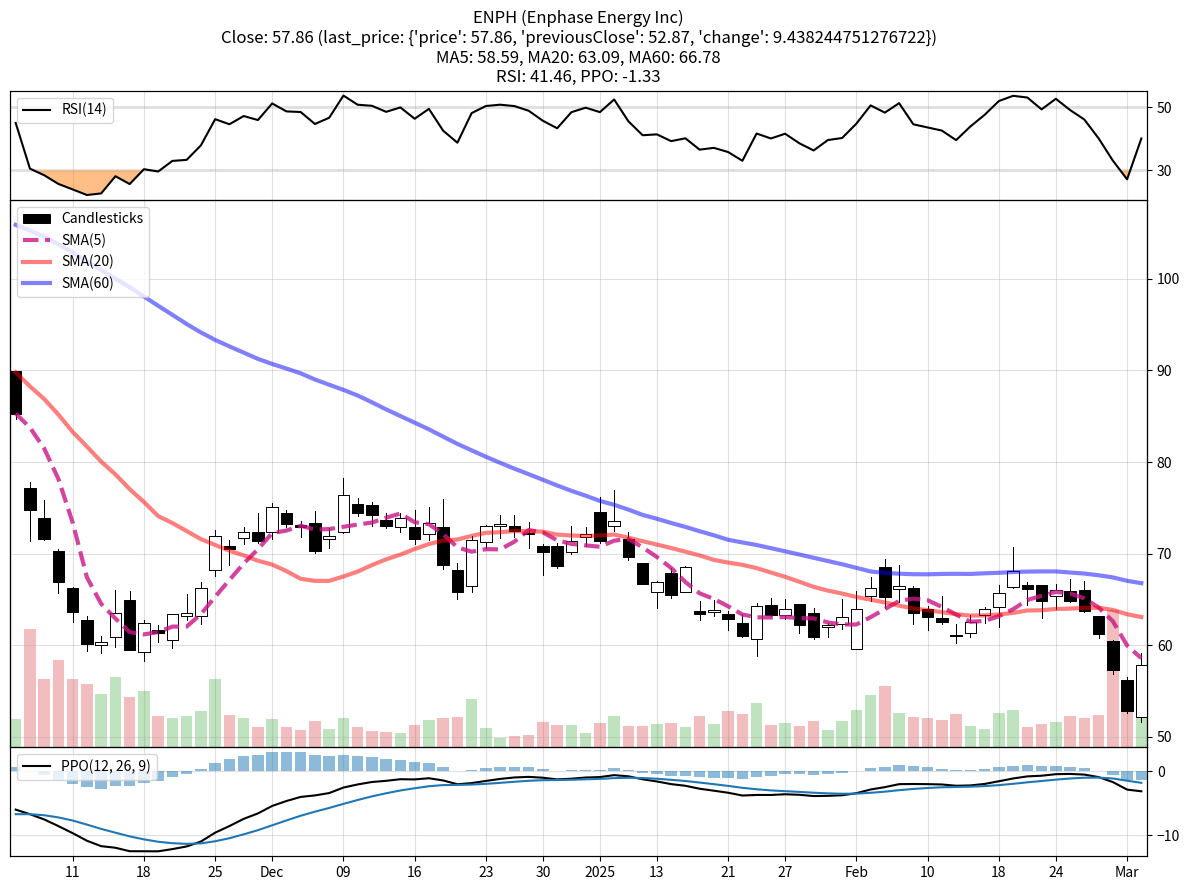 ENPH (Enphase Energy Inc)
Close: 57.86 (last_price: {'price': 57.86, 'previousClose': 52.87, 'change': 9.438244751276722})
MA5: 58.59, MA20: 63.09, MA60: 66.78
RSI: 41.46, PPO: -1.33
RSI(14)
50
30
Candlesticks
SMA(5)
SMA(20)
SMA(60)
100
90
80
70
60
50
PPO(12, 26, 9)
0
−10
11 18 25 Dec 09 16 23 30 2025 13 21 27 Feb 10 18 24 Mar